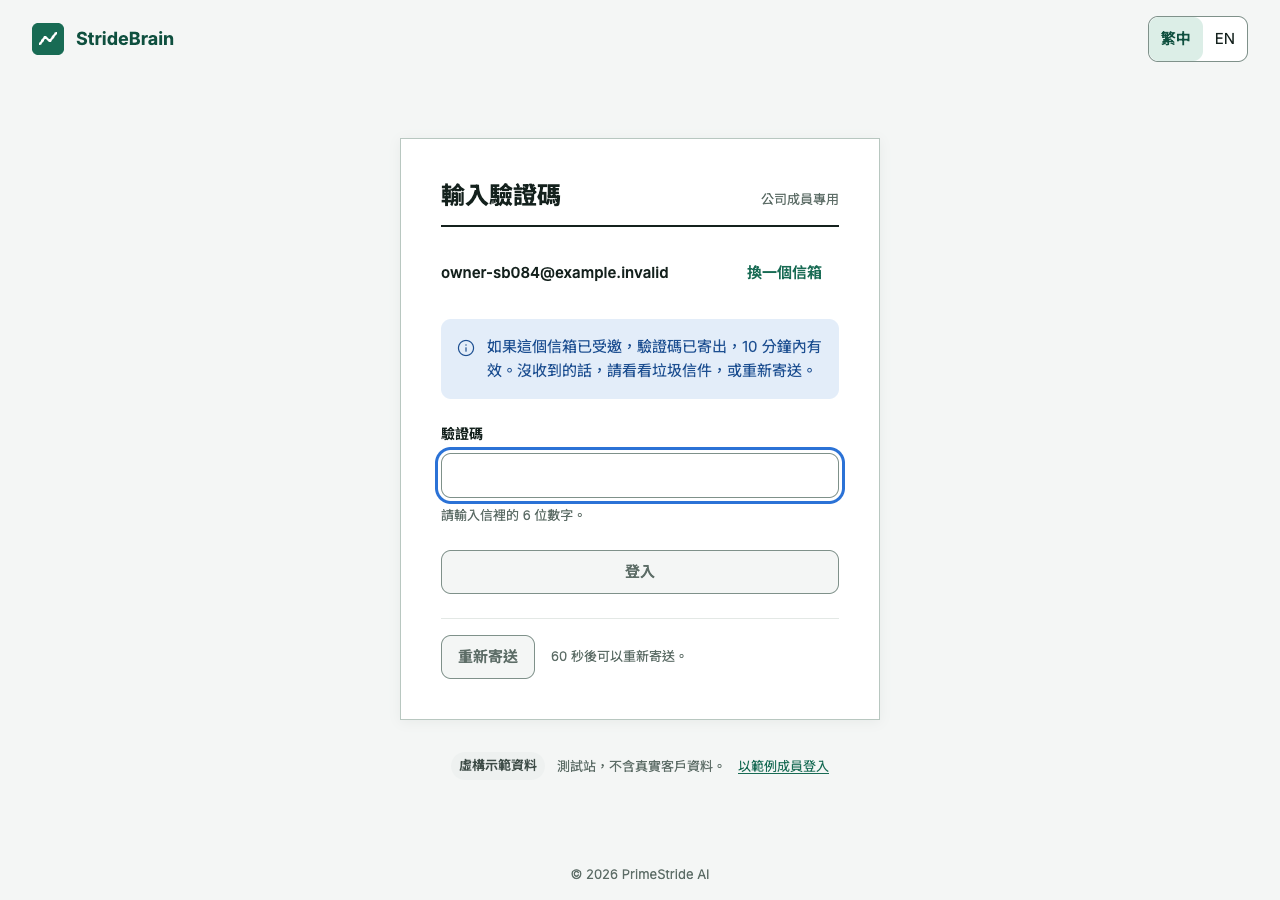 StrideBrain
繁中 EN
輸入驗證碼
公司成員專用
owner-sb084@example.invalid
換一個信箱
如果這個信箱已受邀，驗證碼已寄出，10 分鐘內有
效。沒收到的話，請看看垃圾信件，或重新寄送。
驗證碼
請輸入信裡的 6 位數字。
登入
重新寄送
60 秒後可以重新寄送。
虛構示範資料
測試站，不含真實客戶資料。
以範例成員登入
© 2026 PrimeStride AI